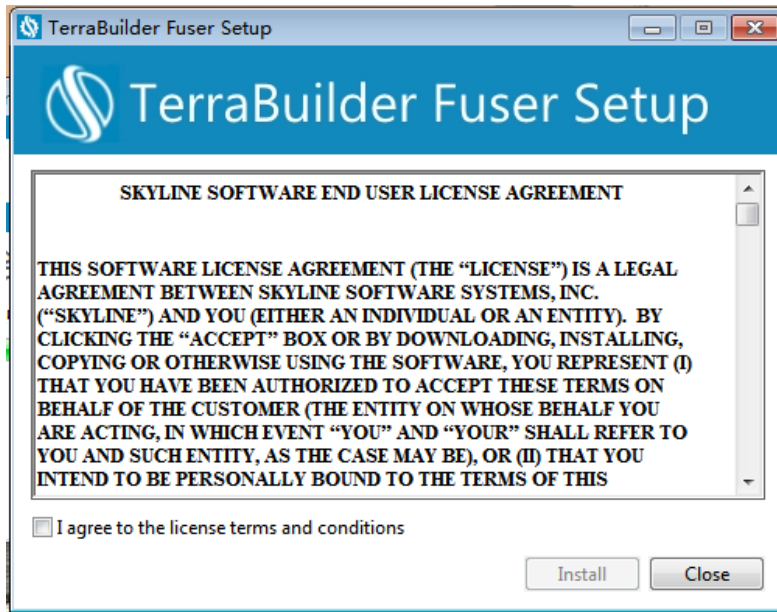 TerraBuilder Fuser Setup
TerraBuilder Fuser Setup
SKYLINE SOFTWARE END USER LICENSE AGREEMENT
THIS SOFTWARE LICENSE AGREEMENT (THE “LICENSE”) IS A LEGAL
AGREEMENT BETWEEN SKYLINE SOFTWARE SYSTEMS, INC.
(“SKYLINE”) AND YOU (EITHER AN INDIVIDUAL OR AN ENTITY).  BY
CLICKING THE “ACCEPT” BOX OR BY DOWNLOADING, INSTALLING,
COPYING OR OTHERWISE USING THE SOFTWARE, YOU REPRESENT (I)
THAT YOU HAVE BEEN AUTHORIZED TO ACCEPT THESE TERMS ON
BEHALF OF THE CUSTOMER (THE ENTITY ON WHOSE BEHALF YOU
ARE ACTING, IN WHICH EVENT “YOU” AND “YOUR” SHALL REFER TO
YOU AND SUCH ENTITY, AS THE CASE MAY BE), OR (II) THAT YOU
INTEND TO BE PERSONALLY BOUND TO THE TERMS OF THIS
I agree to the license terms and conditions
Install Close